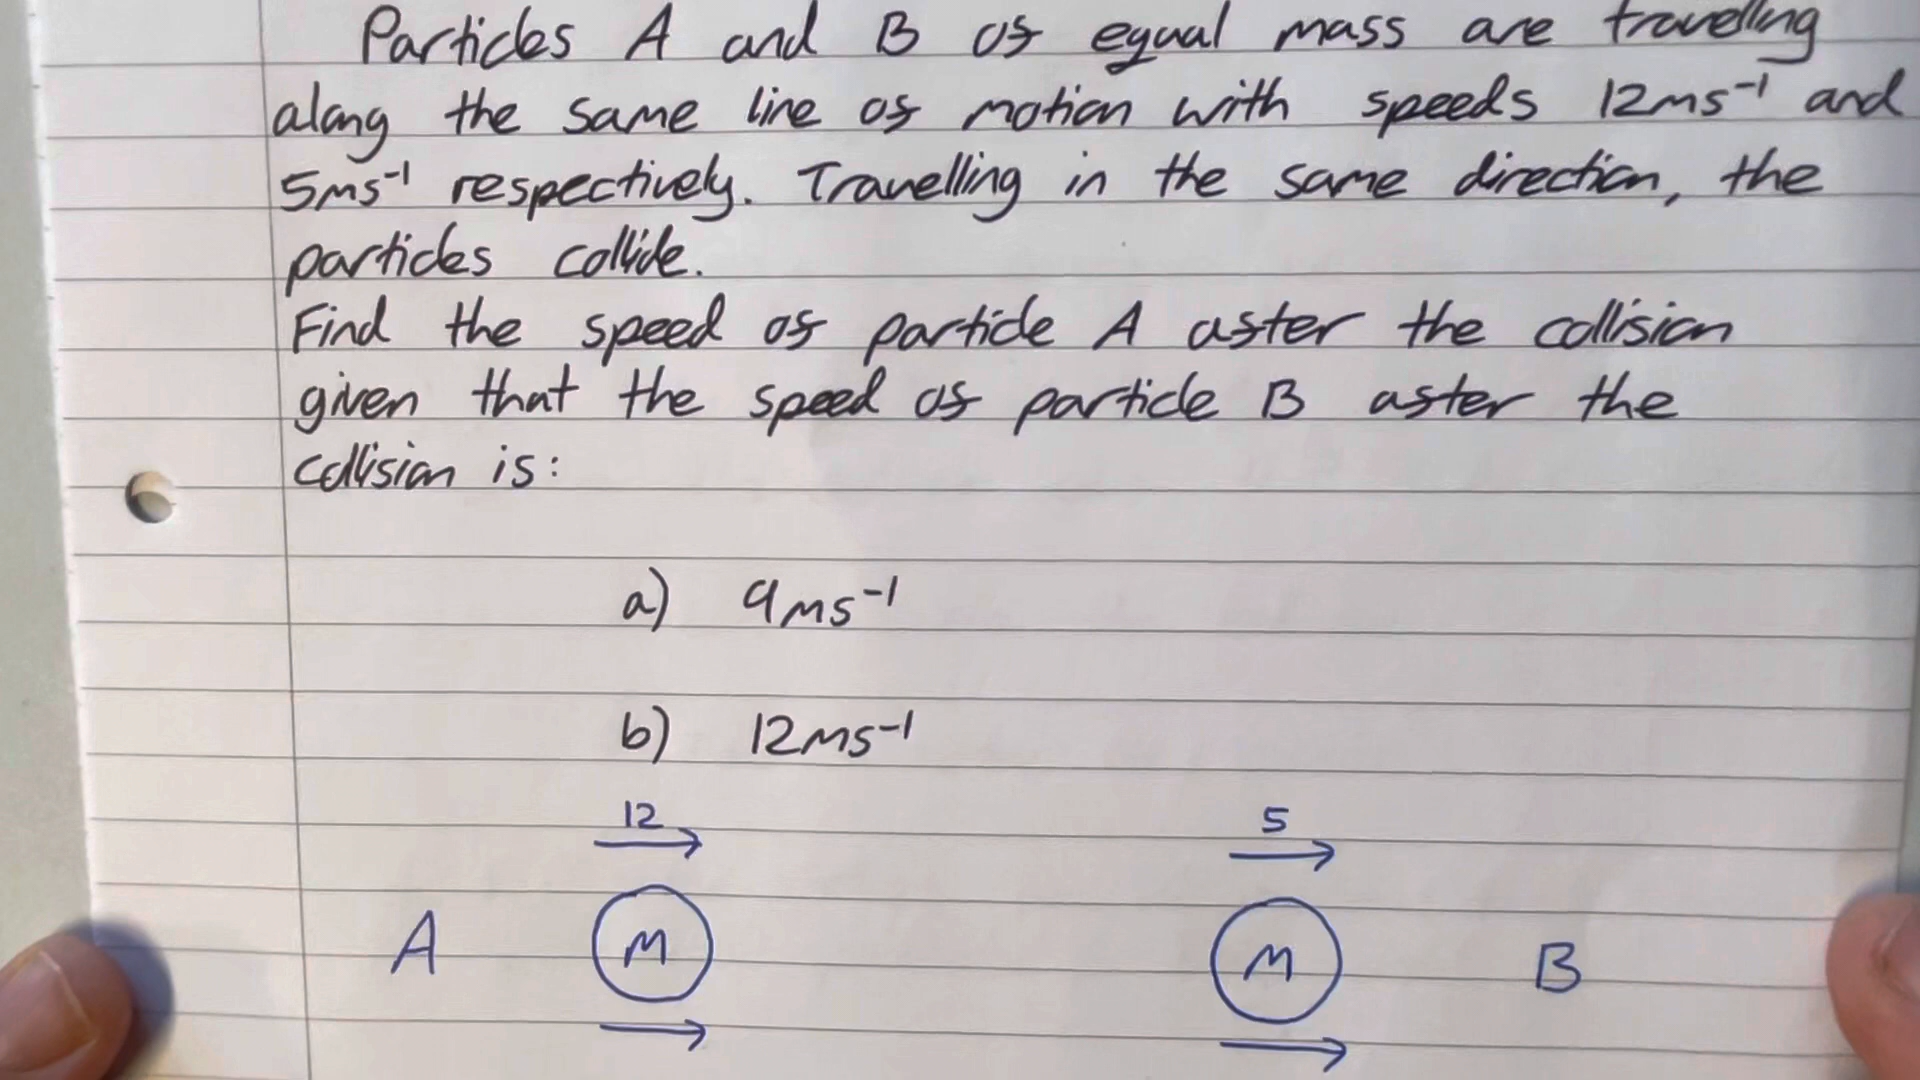 Particles A and B of equal mass are travelling
along the same line of motion with speeds 12ms⁻¹ and
5ms⁻¹ respectively. Travelling in the same direction, the
particles collide.
Find the speed of particle A after the collision
given that the speed of particle B after the
collision is:
a) 9ms⁻¹
b) 12ms⁻¹
12 5
A M M B